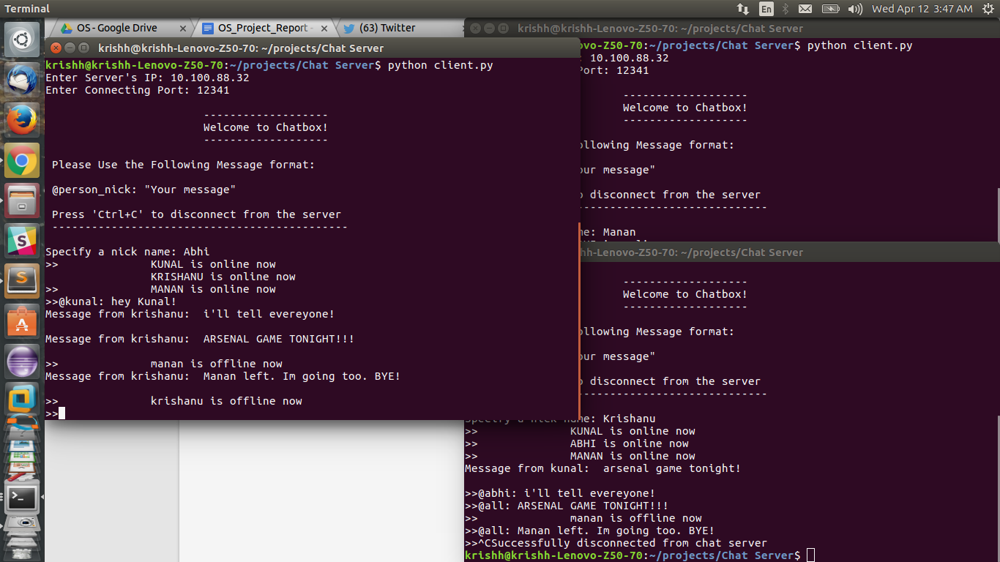 Terminal
En
Wed Apr 12 3:47 AM
OS - Google Drive
OS_Project_Report -
(63) Twitter
krishh@krishh-Lenovo-Z50-70: ~/projects/Chat Server
krishh@krishh-Lenovo-Z50-70:~/projects/Chat Server$ python client.py
Enter Server's IP: 10.100.88.32
Enter Connecting Port: 12341
-------------------
Welcome to Chatbox!
-------------------
Please Use the Following Message format:
@person_nick: "Your message"
Press 'Ctrl+C' to disconnect from the server
---------------------------------------------
Specify a nick name: Abhi
>> KUNAL is online now
KRISHANU is online now
>> MANAN is online now
>>@kunal: hey Kunal!
Message from krishanu: i'll tell evereyone!
Message from krishanu: ARSENAL GAME TONIGHT!!!
>> manan is offline now
Message from krishanu: Manan left. Im going too. BYE!
>> krishanu is offline now
>>
krishh@krishh-Lenovo-Z50-70: ~/projects/Chat Server
vo-Z50-70:~/projects/Chat Server$ python client.py
: 10.100.88.32
ort: 12341
-------------------
Welcome to Chatbox!
-------------------
ollowing Message format:
our message"
o disconnect from the server
----------------------------
me: Manan
hh-Lenovo-Z50-70: ~/projects/Chat Server
-------------------
Welcome to Chatbox!
-------------------
ollowing Message format:
our message"
o disconnect from the server
----------------------------
Specify a nick name: Krishanu
>> KUNAL is online now
>> ABHI is online now
>> MANAN is online now
Message from kunal: arsenal game tonight!
>>@abhi: i'll tell evereyone!
>>@all: ARSENAL GAME TONIGHT!!!
>> manan is offline now
>>@all: Manan left. Im going too. BYE!
>>^CSuccessfully disconnected from chat server
krishh@krishh-Lenovo-Z50-70:~/projects/Chat Server$